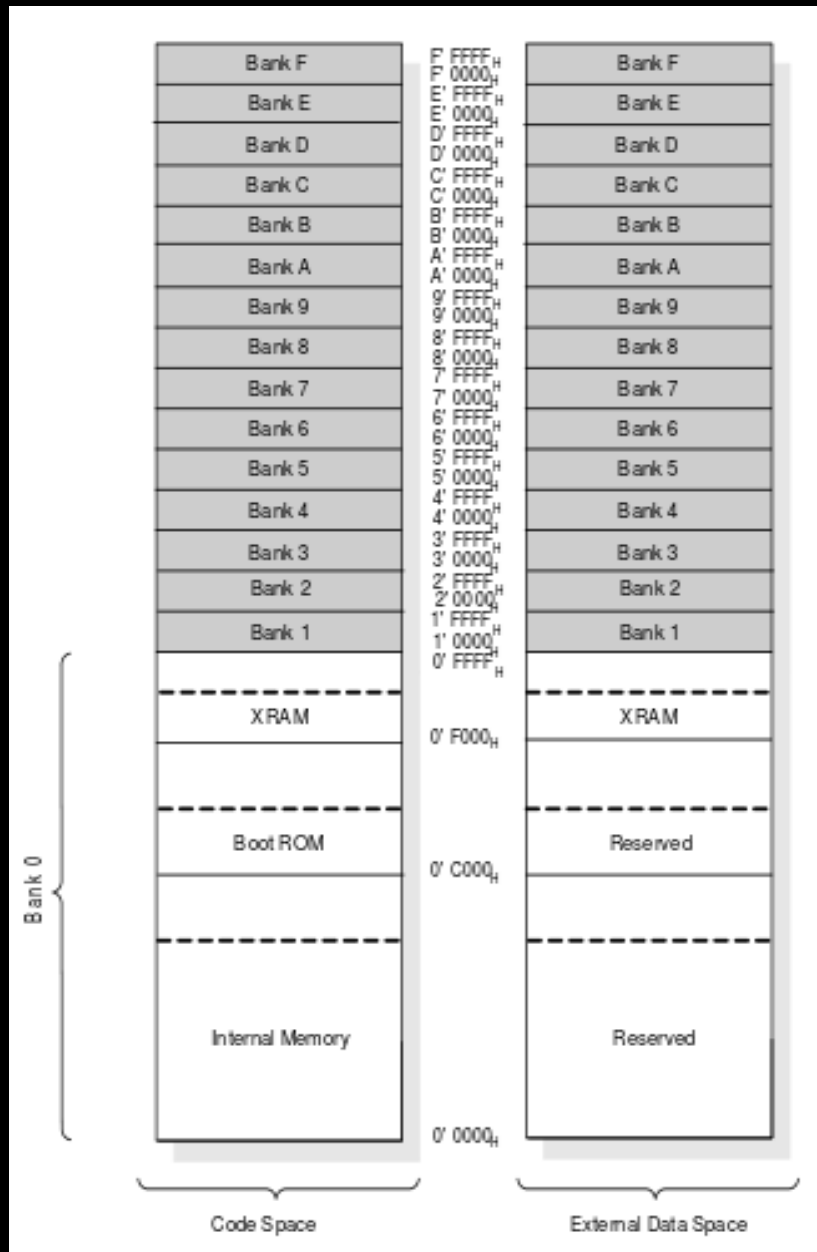 Bank F F' FFFFH Bank F
F' 0000H
Bank E E' FFFFH Bank E
E' 0000H
Bank D D' FFFFH Bank D
D' 0000H
Bank C C' FFFFH Bank C
C' 0000H
Bank B B' FFFFH Bank B
B' 0000H
Bank A A' FFFFH Bank A
A' 0000H
Bank 9 9' FFFFH Bank 9
9' 0000H
Bank 8 8' FFFFH Bank 8
8' 0000H
Bank 7 7' FFFFH Bank 7
7' 0000H
Bank 6 6' FFFFH Bank 6
6' 0000H
Bank 5 5' FFFFH Bank 5
5' 0000H
Bank 4 4' FFFFH Bank 4
4' 0000H
Bank 3 3' FFFFH Bank 3
3' 0000H
Bank 2 2' FFFFH Bank 2
2' 0000H
Bank 1 1' FFFFH Bank 1
1' 0000H
0' FFFFH
XRAM XRAM
0' F000H
Boot ROM Reserved
0' C000H
Bank 0
Internal Memory Reserved
0' 0000H
Code Space External Data Space